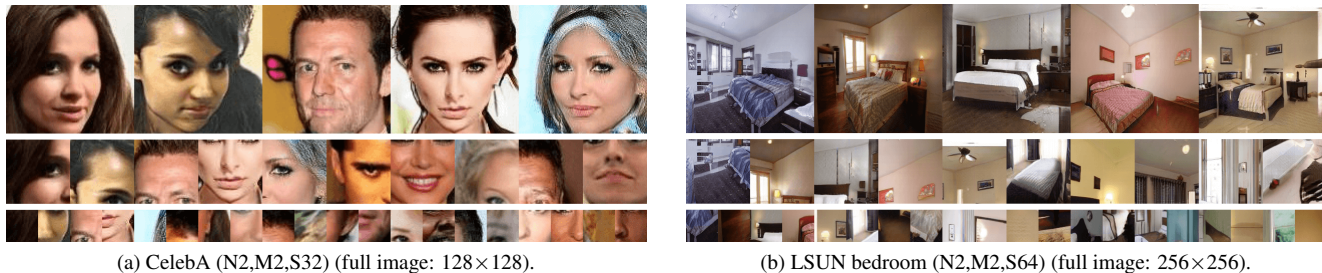 (a) CelebA (N2,M2,S32) (full image: 128×128).
(b) LSUN bedroom (N2,M2,S64) (full image: 256×256).